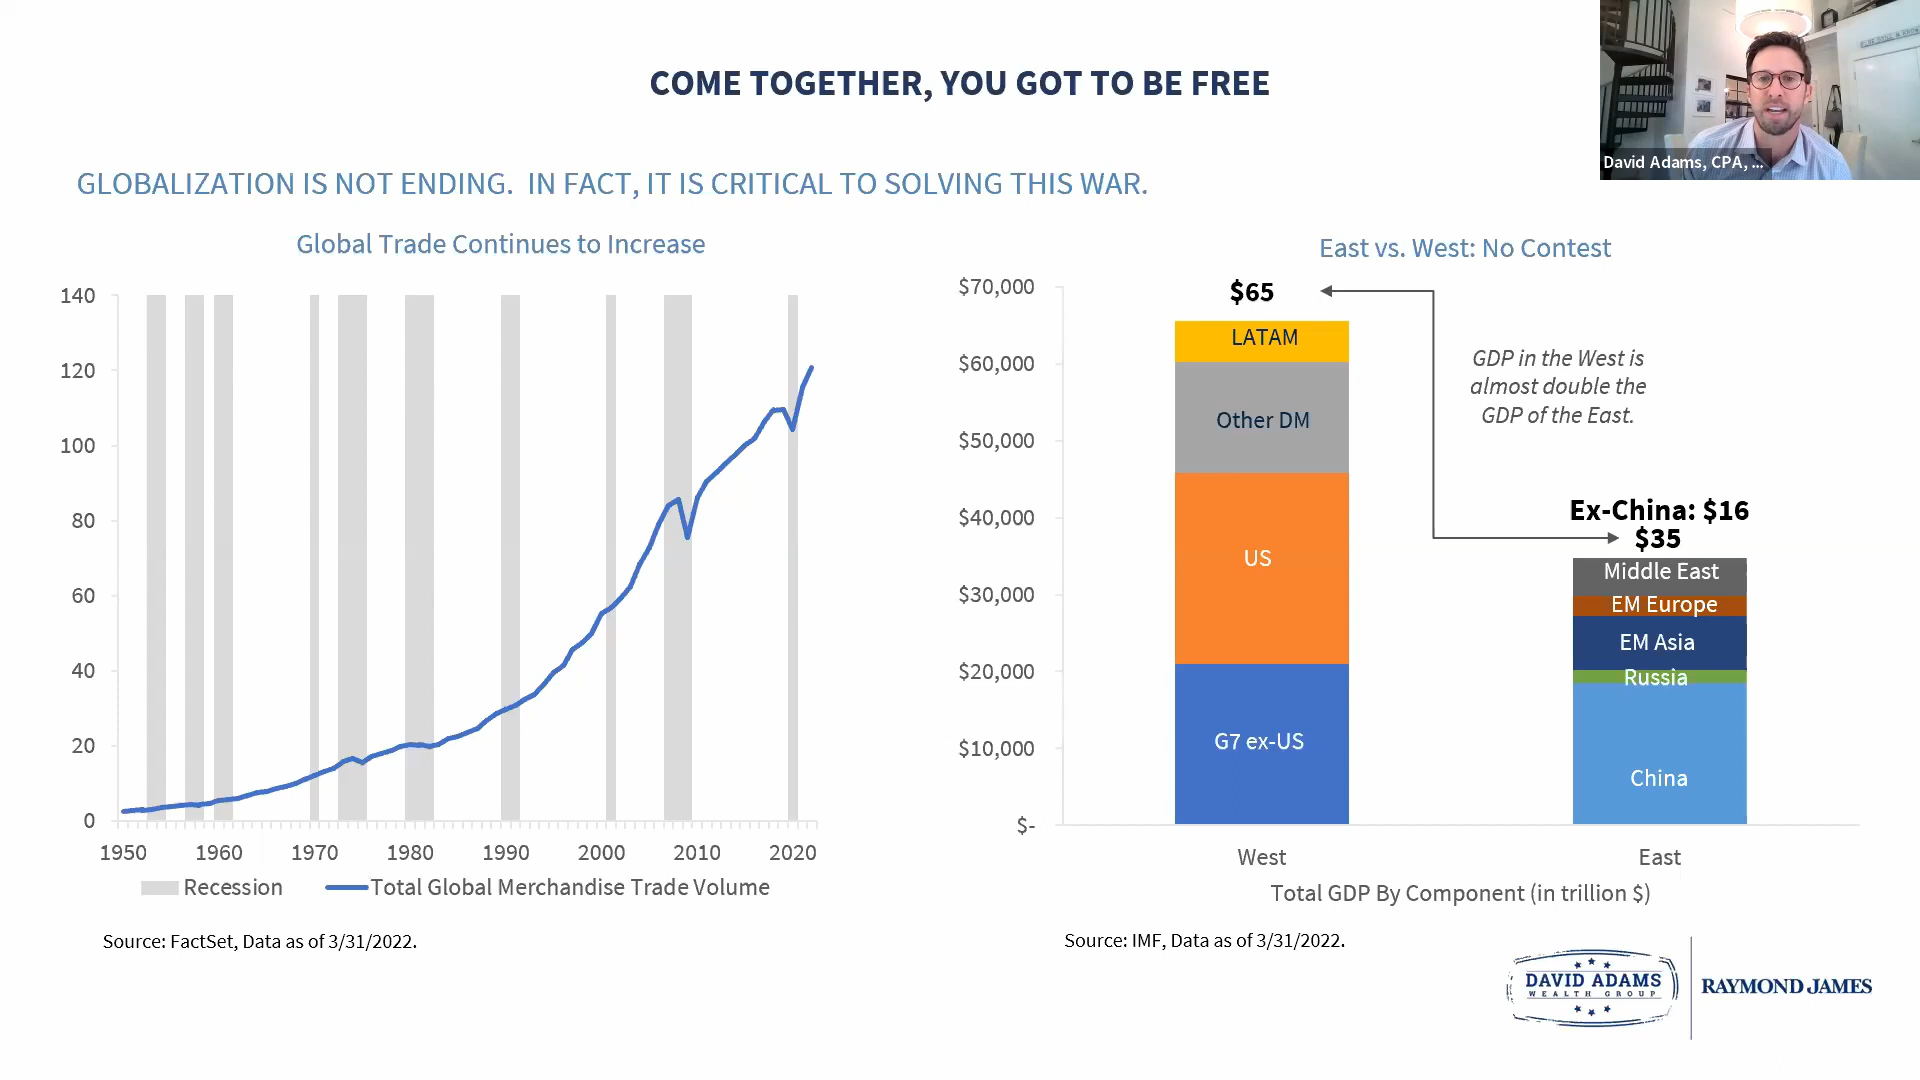 COME TOGETHER, YOU GOT TO BE FREE
David Adams, CPA, ...
GLOBALIZATION IS NOT ENDING.  IN FACT, IT IS CRITICAL TO SOLVING THIS WAR.
Global Trade Continues to Increase
140
120
100
80
60
40
20
0
1950 1960 1970 1980 1990 2000 2010 2020
Recession Total Global Merchandise Trade Volume
Source: FactSet, Data as of 3/31/2022.
East vs. West: No Contest
$70,000
$60,000
$50,000
$40,000
$30,000
$20,000
$10,000
$-
$65
LATAM
Other DM
US
G7 ex-US
GDP in the West is
almost double the
GDP of the East.
Ex-China: $16
$35
Middle East
EM Europe
EM Asia
Russia
China
West East
Total GDP By Component (in trillion $)
Source: IMF, Data as of 3/31/2022.
DAVID ADAMS
WEALTH GROUP
RAYMOND JAMES